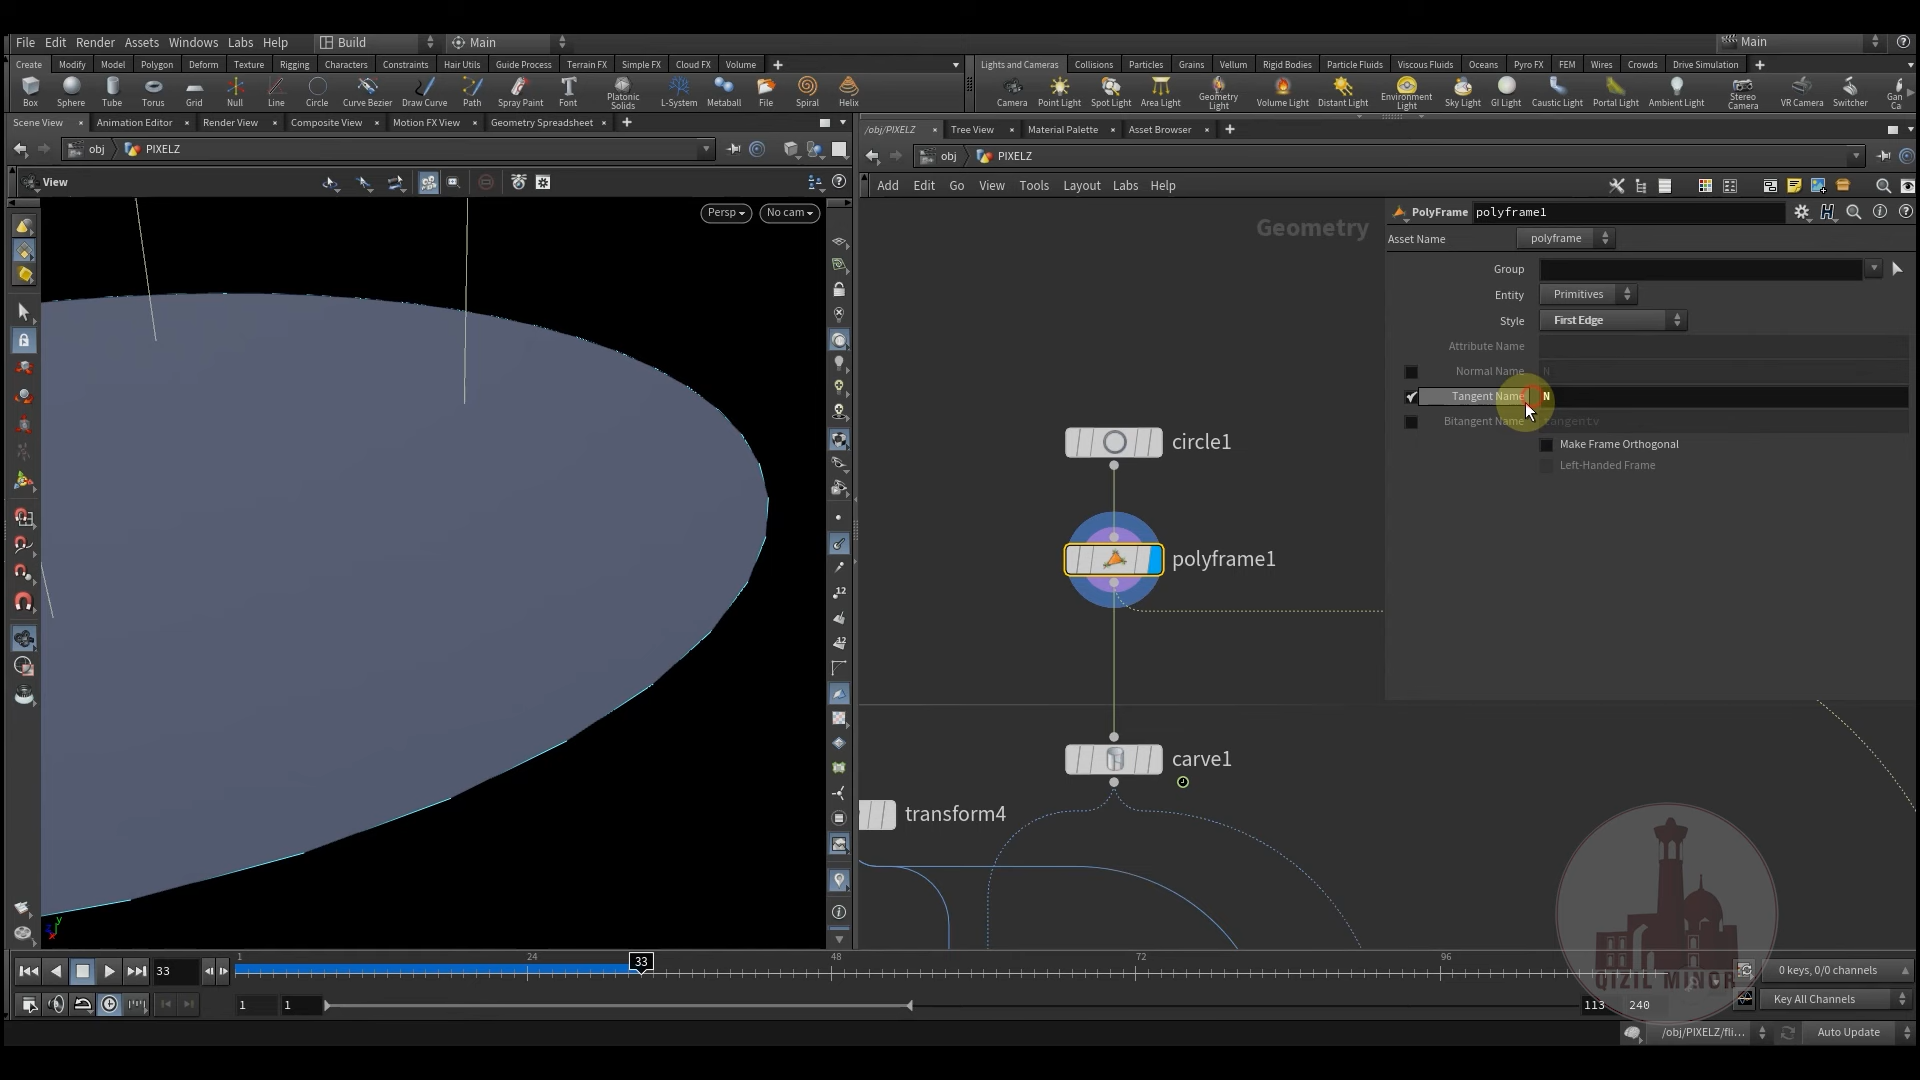 File Edit Render Assets Windows Labs Help Build Main Main
Create Modify Model Polygon Deform Texture Rigging Characters Constraints Hair Utils Guide Process Terrain FX Simple FX Cloud FX Volume
Lights and Cameras Collisions Particles Grains Vellum Rigid Bodies Particle Fluids Viscous Fluids Oceans Pyro FX FEM Wires Crowds Drive Simulation
Box Sphere Tube Torus Grid Null Line Circle Curve Bezier Draw Curve Path Spray Paint Font Platonic Solids L-System Metaball File Spiral Helix
Camera Point Light Spot Light Area Light Geometry Light Volume Light Distant Light Environment Light Sky Light GI Light Caustic Light Portal Light Ambient Light Stereo Camera VR Camera Switcher Gan Ca
Scene View Animation Editor Render View Composite View Motion FX View Geometry Spreadsheet
/obj/PIXELZ Tree View Material Palette Asset Browser
obj PIXELZ
obj PIXELZ
View
Add Edit Go View Tools Layout Labs Help
Persp No cam
Geometry
PolyFrame polyframe1
Asset Name polyframe
Group
Entity Primitives
Style First Edge
Attribute Name
Normal Name N
Tangent Name N
Bitangent Name tangentv
Make Frame Orthogonal
Left-Handed Frame
circle1
polyframe1
carve1
transform4
12
12
y
QIZIL MINOR
33 1 24 33 48 72 96
0 keys, 0/0 channels
1 1 113 240 Key All Channels
/obj/PIXELZ/fli... Auto Update